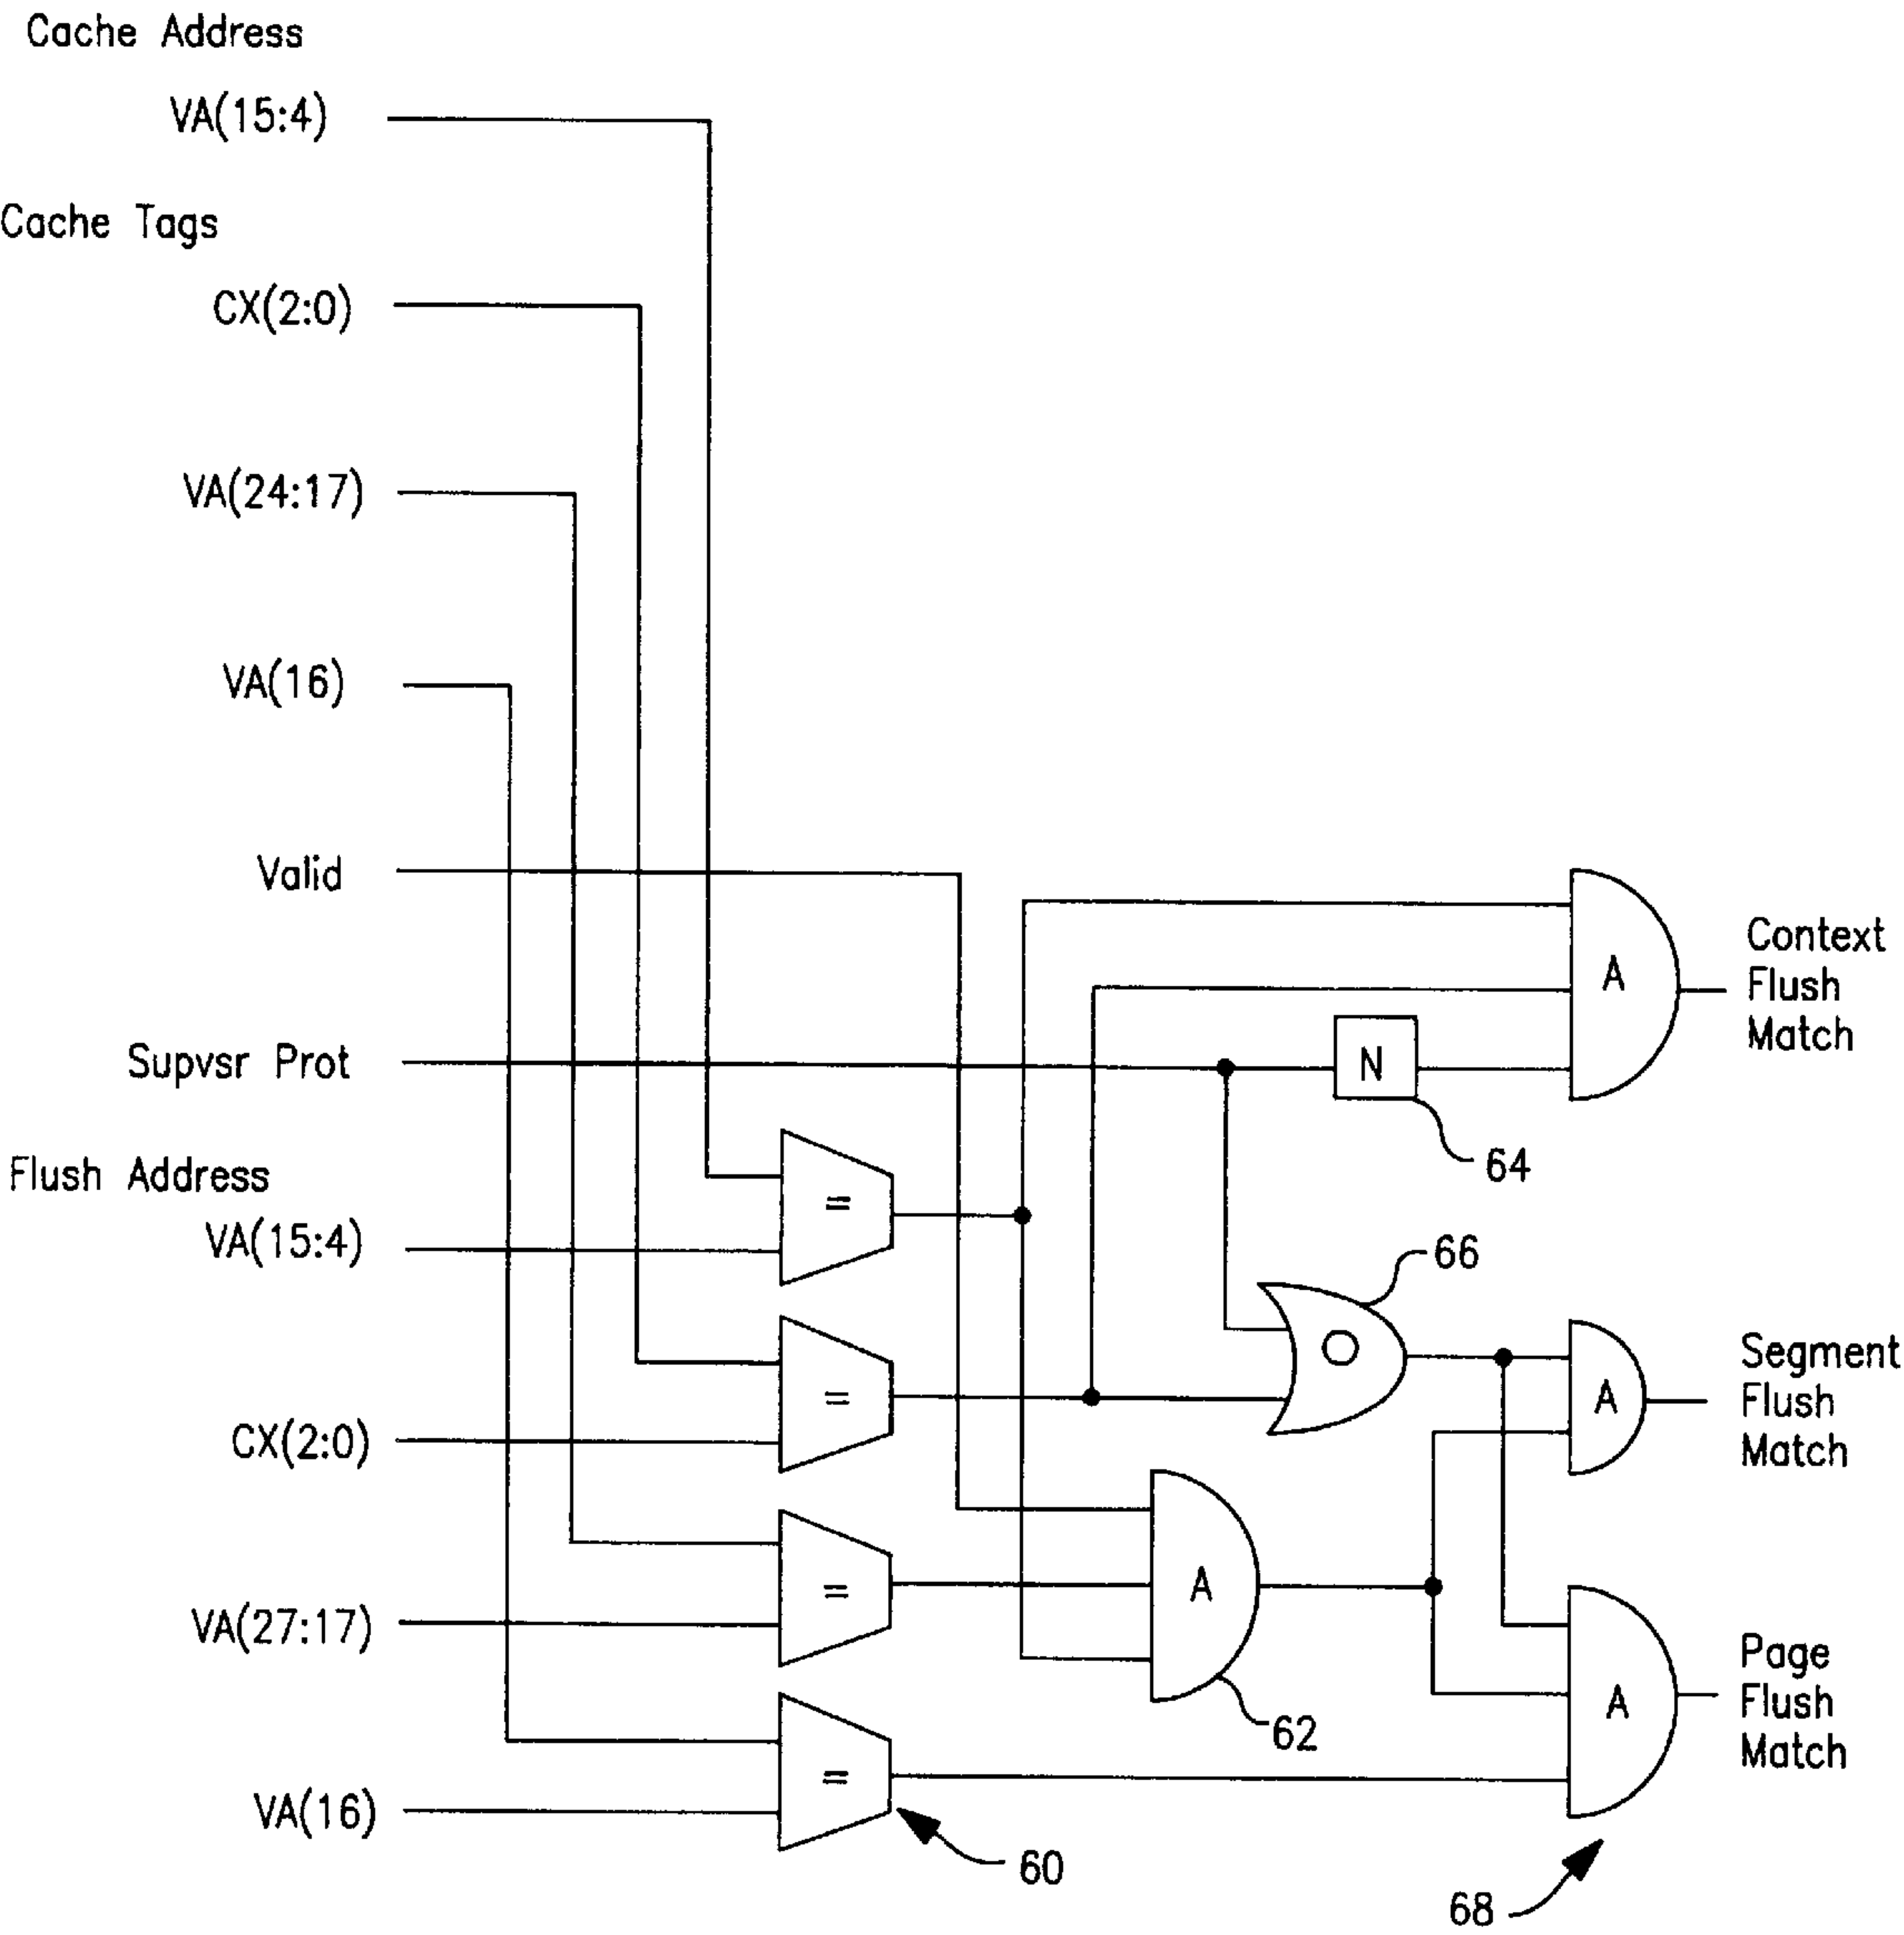 Cache Address
VA(15:4)
Cache Tags
CX(2:0)
VA(24:17)
VA(16)
Valid
Supvsr Prot
Flush Address
VA(15:4)
CX(2:0)
VA(27:17)
VA(16)
=
=
=
=
60
A
62
N
64
O
66
A
Context
Flush
Match
A
Segment
Flush
Match
A
Page
Flush
Match
68